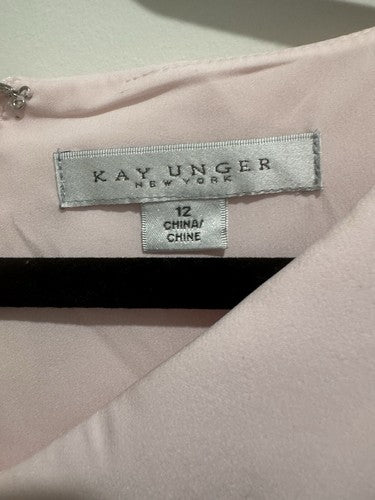 KAY UNGER
NEW YORK
12
CHINA/
CHINE